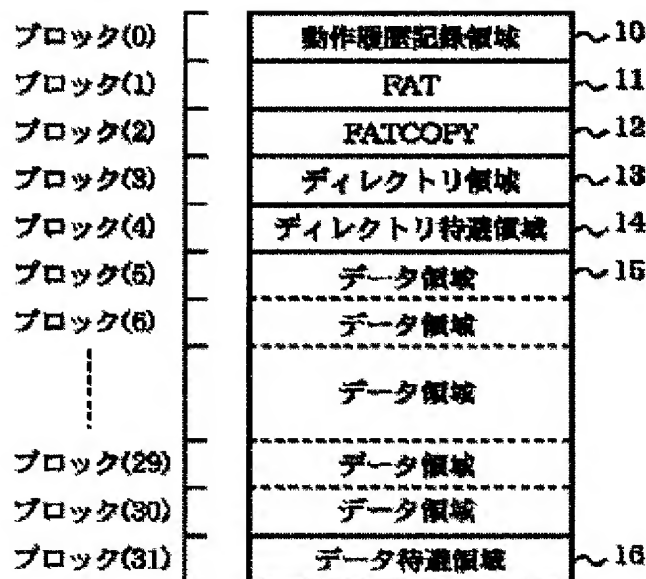 ブロック(0) 動作履歴記録領域 10
ブロック(1) FAT 11
ブロック(2) FATCOPY 12
ブロック(3) ディレクトリ領域 13
ブロック(4) ディレクトリ待避領域 14
ブロック(5) データ領域 15
ブロック(6) データ領域
データ領域
ブロック(29) データ領域
ブロック(30) データ領域
ブロック(31) データ待避領域 16